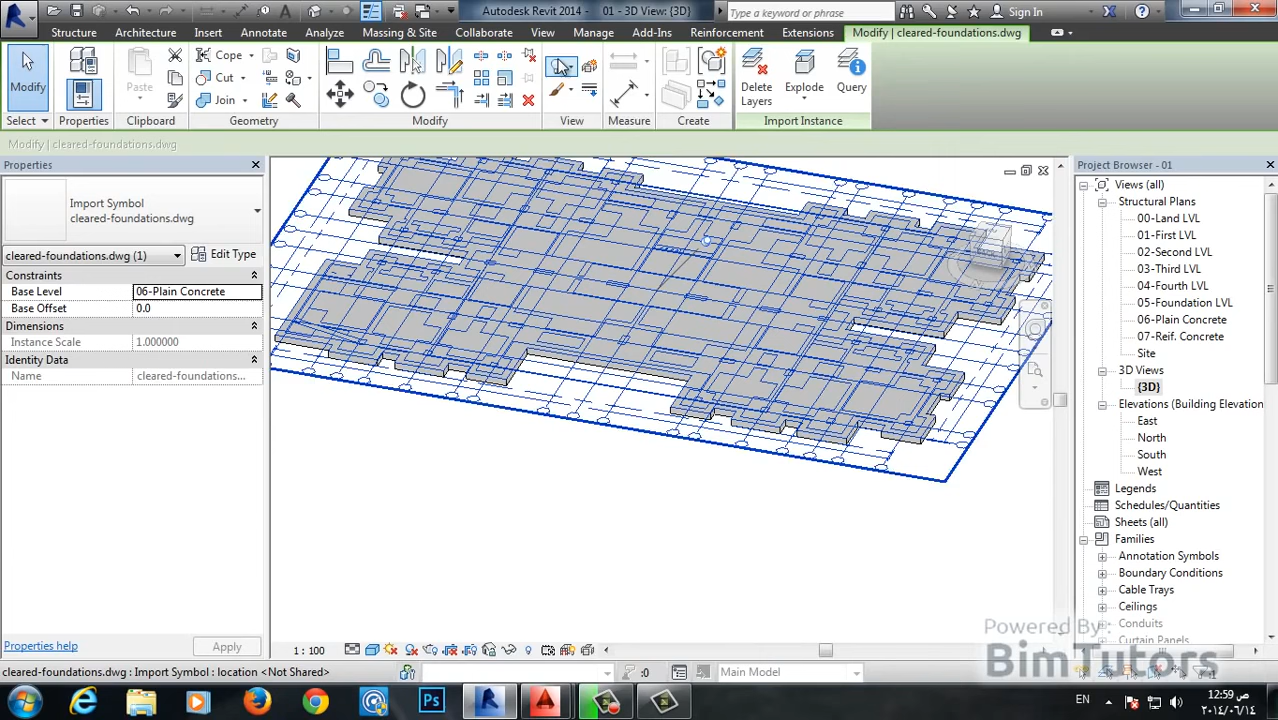 Autodesk Revit 2014 - 01 - 3D View: {3D}
Type a keyword or phrase
Sign In
Structure Architecture Insert Annotate Analyze Massing & Site Collaborate View Manage Add-Ins Reinforcement Extensions Modify | cleared-foundations.dwg
Modify
Paste
Cope
Cut
Join
Delete Layers
Explode
Query
Select Properties Clipboard Geometry Modify View Measure Create Import Instance
Modify | cleared-foundations.dwg
Properties
Import Symbol
cleared-foundations.dwg
cleared-foundations.dwg (1)
Edit Type
Constraints
Base Level 06-Plain Concrete
Base Offset 0.0
Dimensions
Instance Scale 1.000000
Identity Data
Name cleared-foundations...
Properties help
Apply
Project Browser - 01
Views (all)
Structural Plans
00-Land LVL
01-First LVL
02-Second LVL
03-Third LVL
04-Fourth LVL
05-Foundation LVL
06-Plain Concrete
07-Reif. Concrete
Site
3D Views
{3D}
Elevations (Building Elevation
East
North
South
West
Legends
Schedules/Quantities
Sheets (all)
Families
Annotation Symbols
Boundary Conditions
Cable Trays
Ceilings
Conduits
Curtain Panels
Powered By:
BimTutors
1 : 100
cleared-foundations.dwg : Import Symbol : location <Not Shared>
:0
Main Model
Ps
EN
12:59 ص
٢٠١٤/٠٦/١٤